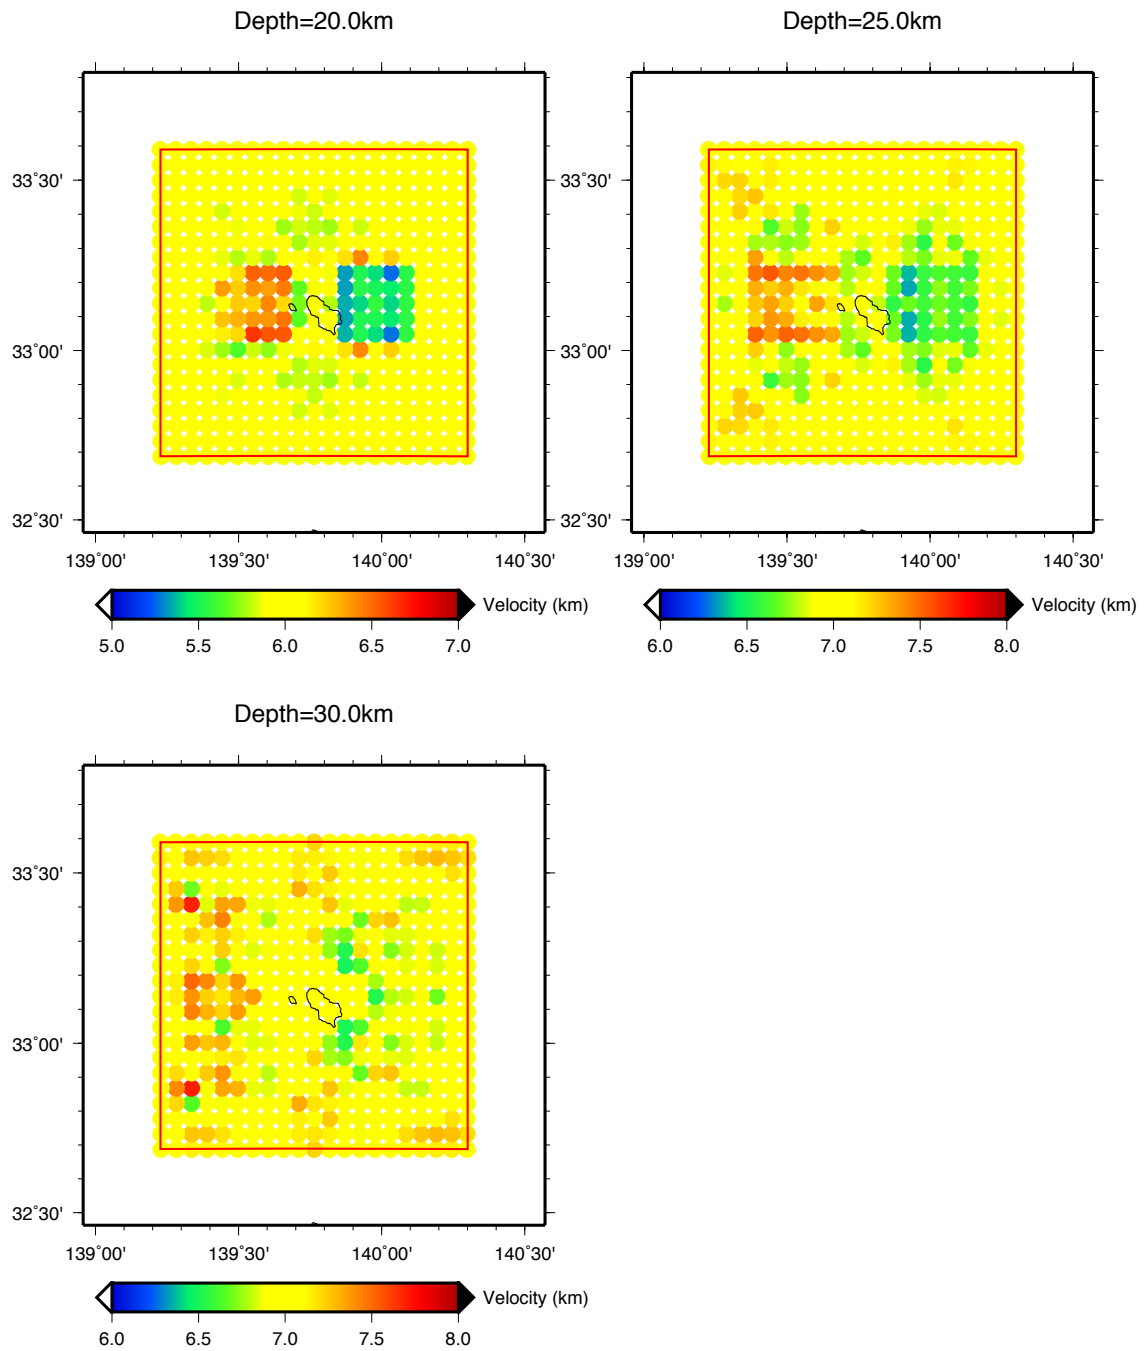 Depth=20.0km
Depth=25.0km
33˚30' 33˚30'
33˚00' 33˚00'
32˚30' 32˚30'
139˚00' 139˚30' 140˚00' 140˚30' 139˚00' 139˚30' 140˚00' 140˚30'
Velocity (km) Velocity (km)
5.0 5.5 6.0 6.5 7.0 6.0 6.5 7.0 7.5 8.0
Depth=30.0km
33˚30'
33˚00'
32˚30'
139˚00' 139˚30' 140˚00' 140˚30'
Velocity (km)
6.0 6.5 7.0 7.5 8.0